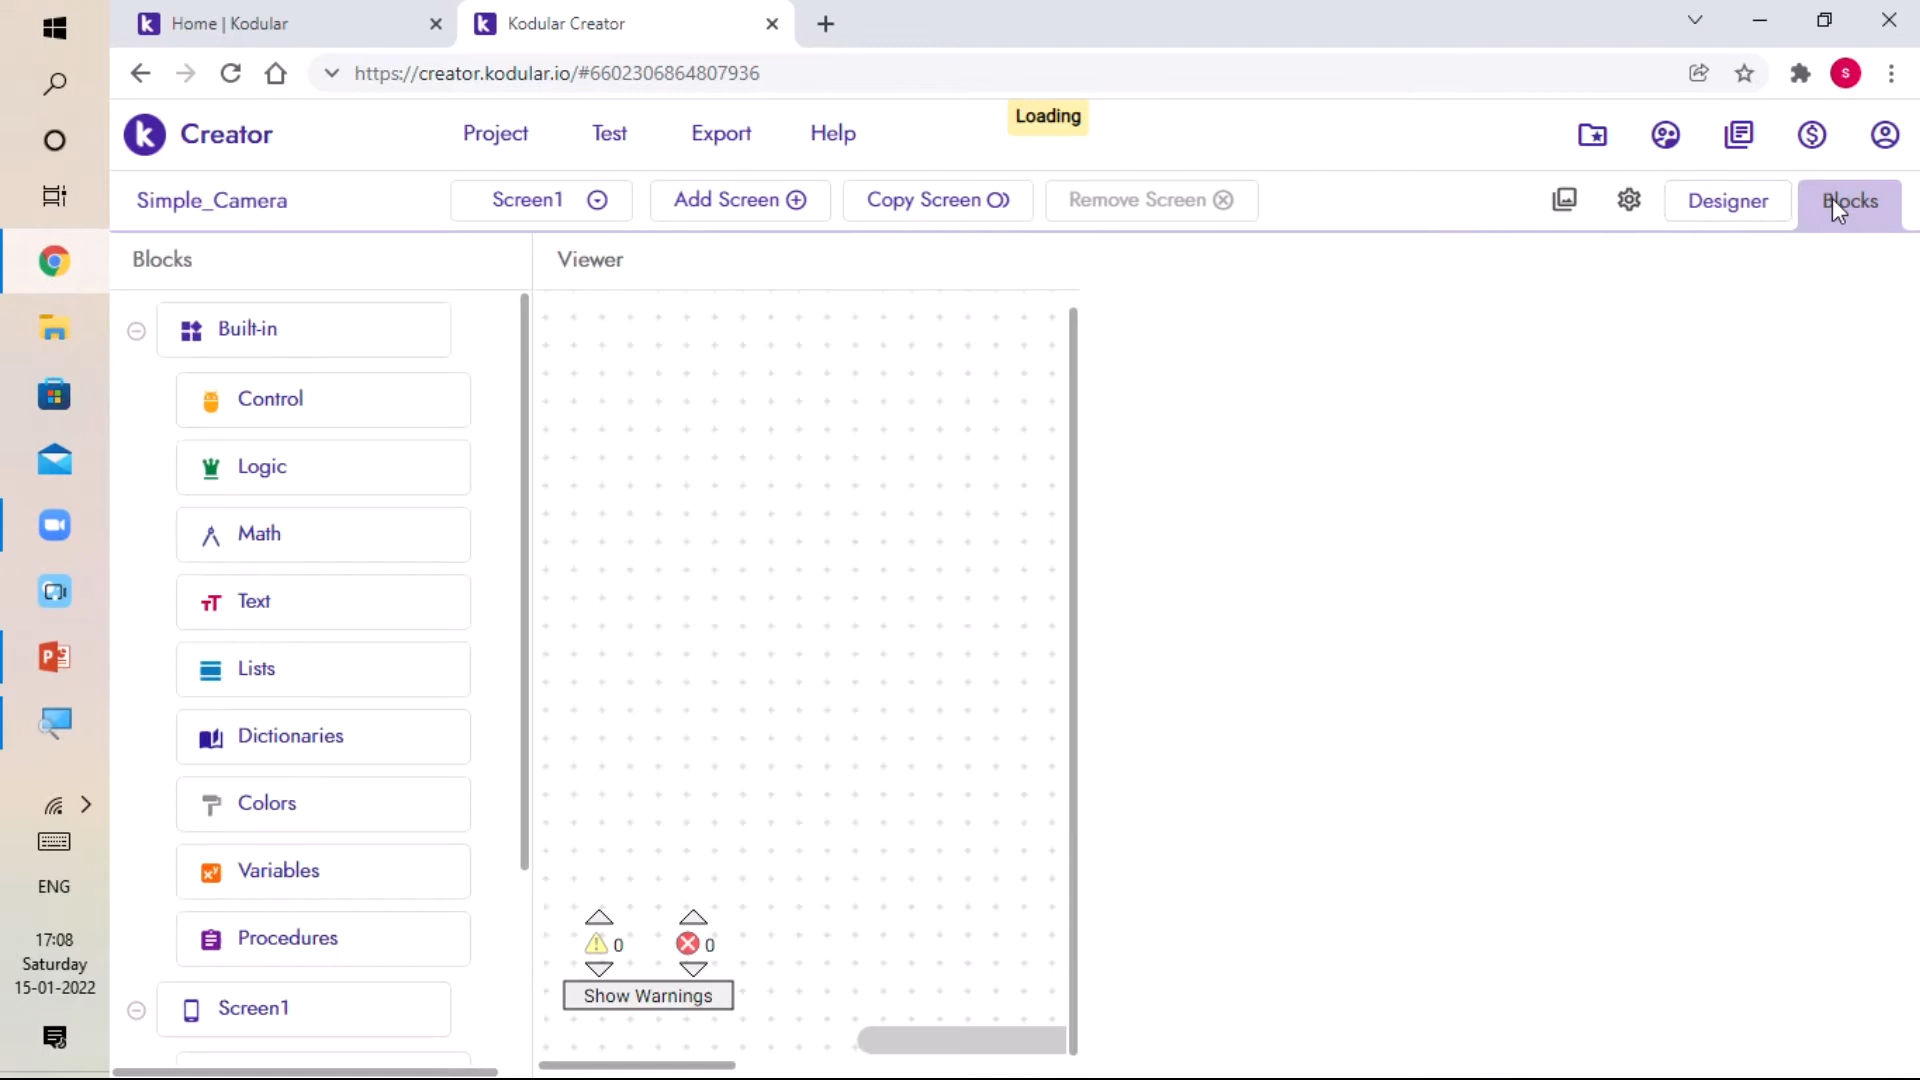 Home | Kodular
Kodular Creator
https://creator.kodular.io/#6602306864807936
S
Creator
Project
Test
Export
Help
Loading
Simple_Camera
Screen1
Add Screen
Copy Screen
Remove Screen
Designer
Blocks
Blocks
Viewer
Built-in
Control
Logic
Math
Text
Lists
Dictionaries
Colors
Variables
Procedures
Screen1
0
0
Show Warnings
ENG
17:08
Saturday
15-01-2022